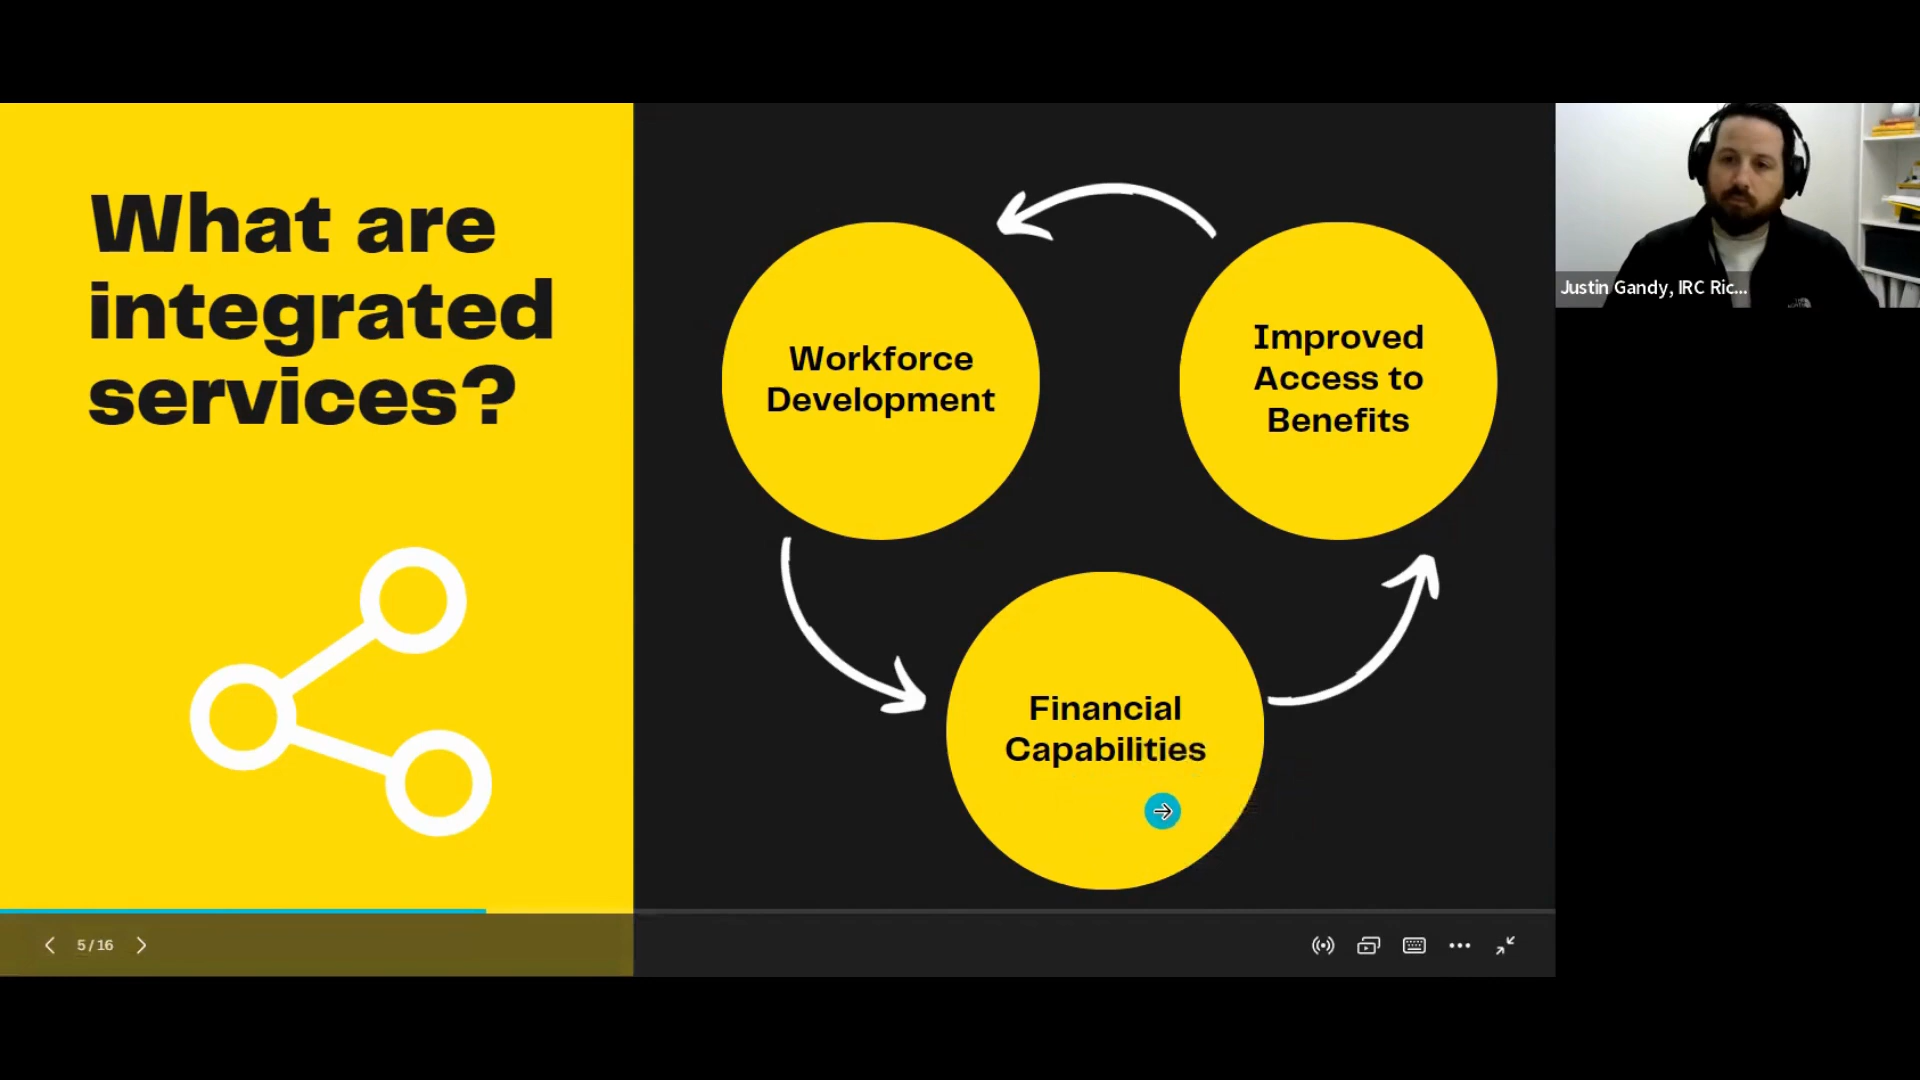 What are
integrated
services?
Workforce
Development
Improved
Access to
Benefits
Financial
Capabilities
5 / 16
Justin Gandy, IRC Ric...